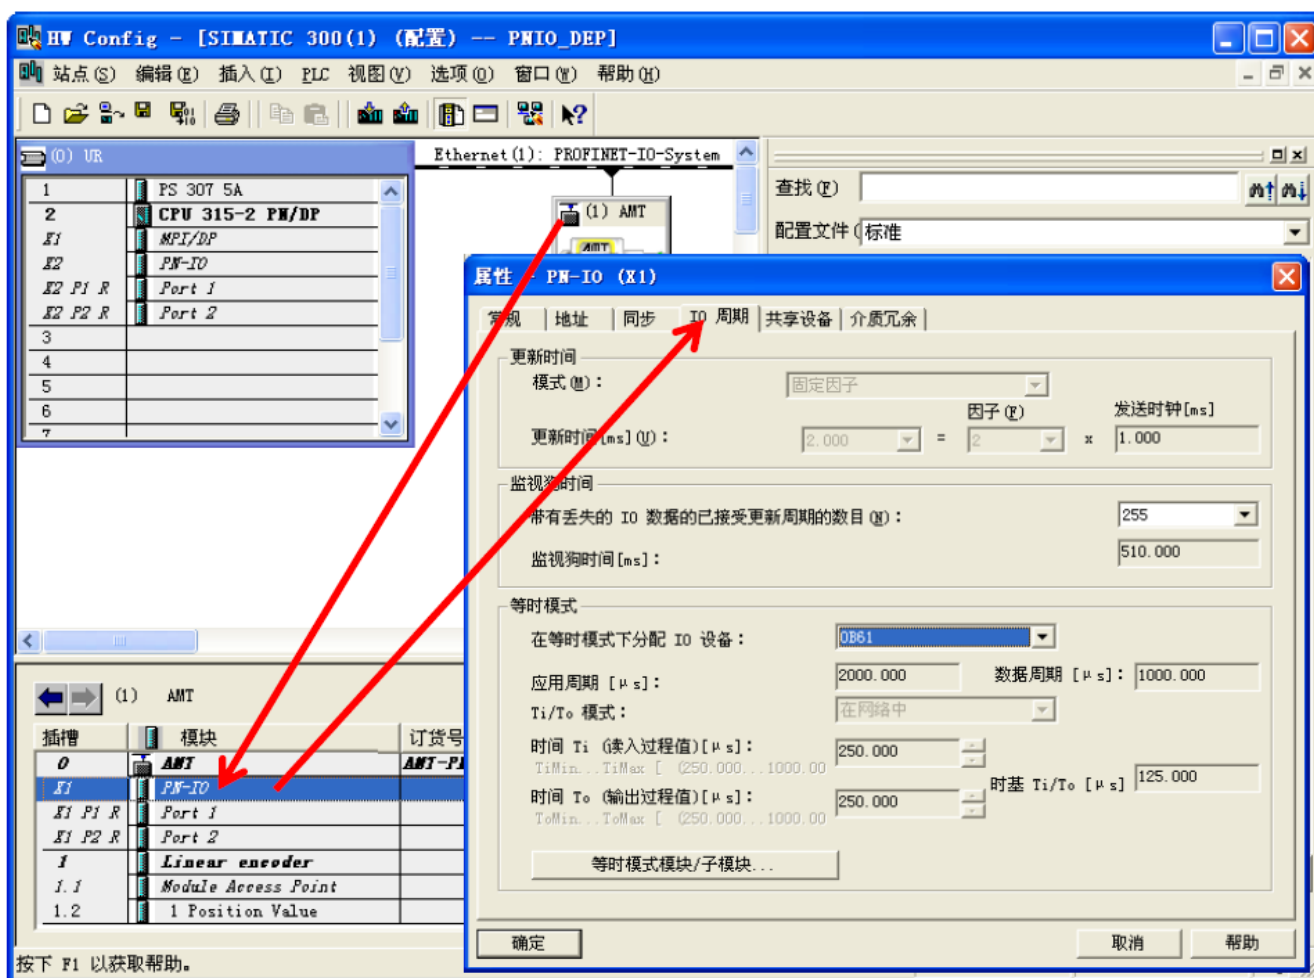 HW Config - [SIMATIC 300(1) (配置) -- PNIO_DEP]
站点(S) 编辑(E) 插入(I) PLC 视图(V) 选项(O) 窗口(W) 帮助(H)
(0) UR
1 PS 307 5A
2 CPU 315-2 PN/DP
X1 MPI/DP
X2 PN-IO
X2 P1 R Port 1
X2 P2 R Port 2
3
4
5
6
7
Ethernet(1): PROFINET-IO-System
(1) AMT
AMT
查找(F)
配置文件 标准
属性 - PN-IO (X1)
常规 地址 同步 IO 周期 共享设备 介质冗余
更新时间
模式(M): 固定因子
因子(F) 发送时钟[ms]
更新时间[ms](U): 2.000 = 2 x 1.000
监视狗时间
带有丢失的 IO 数据的已接受更新周期的数目(N): 255
监视狗时间[ms]: 510.000
等时模式
在等时模式下分配 IO 设备: OB61
应用周期 [μs]: 2000.000 数据周期 [μs]: 1000.000
Ti/To 模式: 在网络中
时间 Ti (读入过程值)[μs]: 250.000
TiMin...TiMax [ (250.000...1000.00
时基 Ti/To [μs] 125.000
时间 To (输出过程值)[μs]: 250.000
ToMin...ToMax [ (250.000...1000.00
等时模式模块/子模块...
确定 取消 帮助
(1) AMT
插槽 模块 订货号
0 AMT
X1 PN-IO
X1 P1 R Port 1
X1 P2 R Port 2
1 Linear encoder
1.1 Module Access Point
1.2 1 Position Value
按下 F1 以获取帮助。